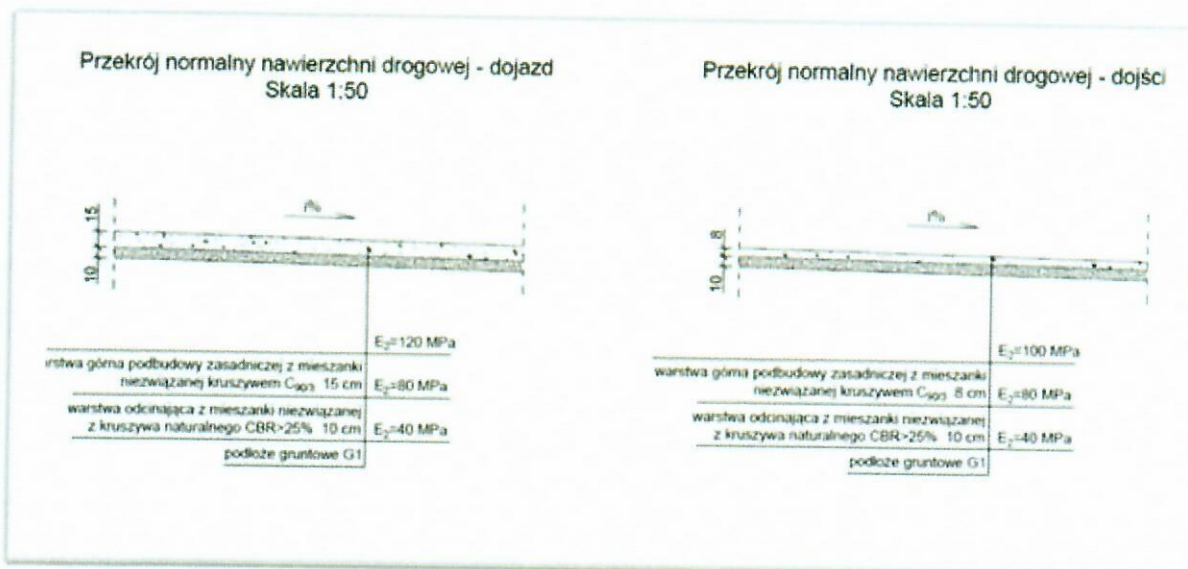 Przekrój normalny nawierzchni drogowej - dojazd
Skala 1:50
15
10
E₂=120 MPa
rstwa górna podbudowy zasadniczej z mieszanki
niezwiązanej kruszywem C₉₀/₃ 15 cm
E₂=80 MPa
warstwa odcinająca z mieszanki niezwiązanej
z kruszywa naturalnego CBR>25% 10 cm
E₂=40 MPa
podłoże gruntowe G1
Przekrój normalny nawierzchni drogowej - dojści
Skala 1:50
8
10
E₂=100 MPa
warstwa górna podbudowy zasadniczej z mieszanki
niezwiązanej kruszywem C₉₀/₃ 8 cm
E₂=80 MPa
warstwa odcinająca z mieszanki niezwiązanej
z kruszywa naturalnego CBR>25% 10 cm
E₂=40 MPa
podłoże gruntowe G1